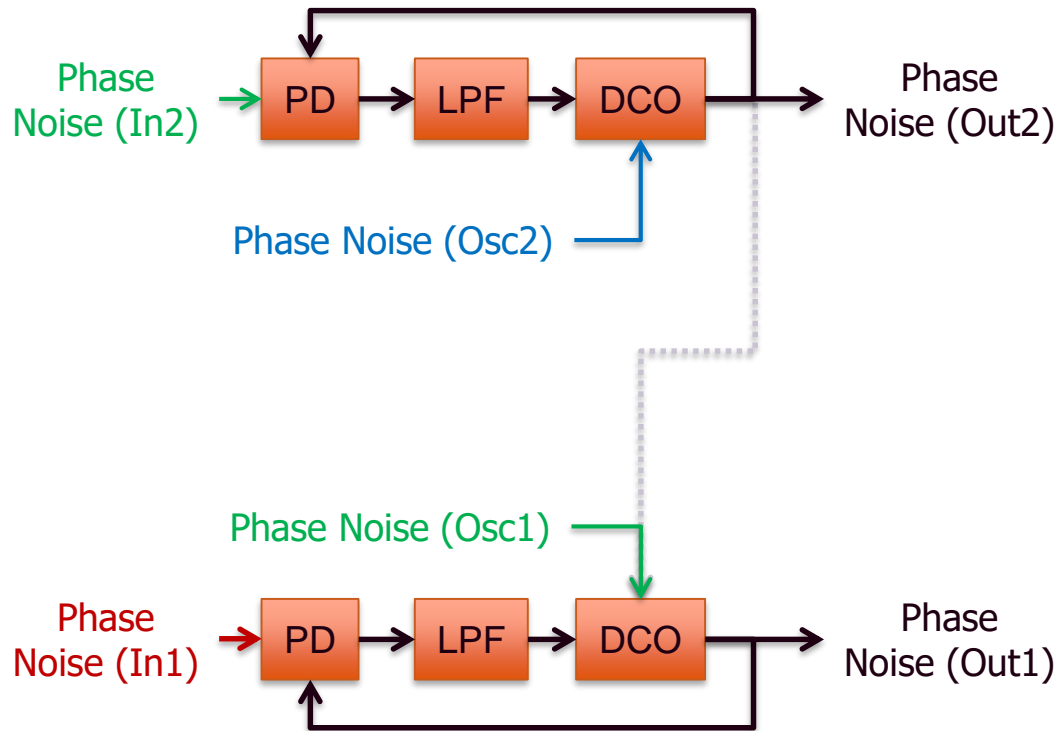 Phase
Noise (In2)
PD
LPF
DCO
Phase
Noise (Out2)
Phase Noise (Osc2)
Phase Noise (Osc1)
Phase
Noise (In1)
PD
LPF
DCO
Phase
Noise (Out1)